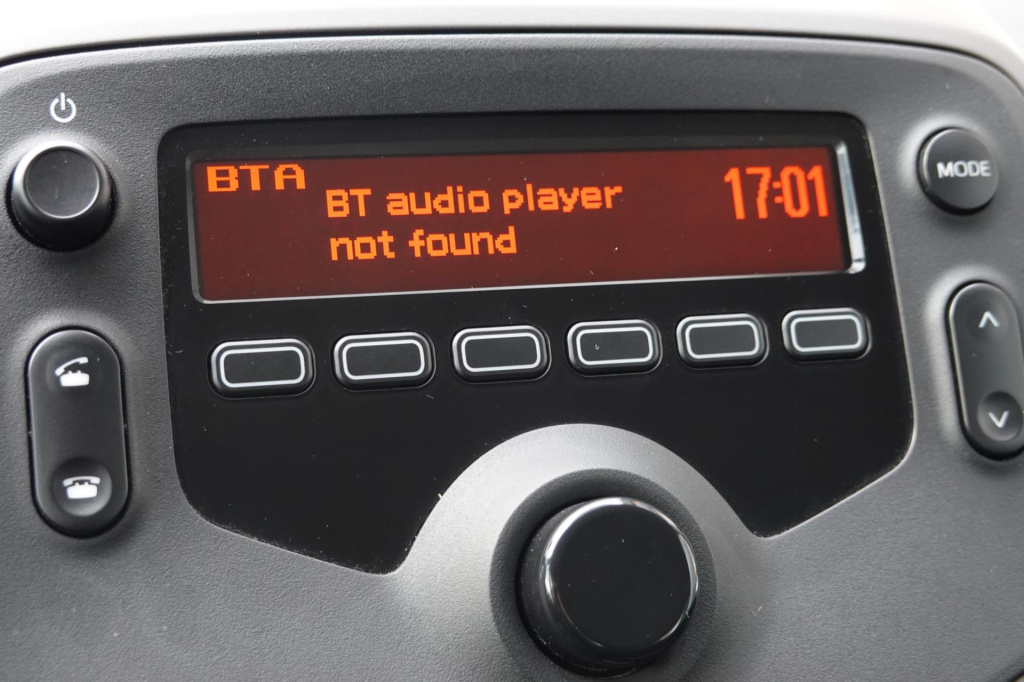 BTA
BT audio player
not found
17:01
MODE